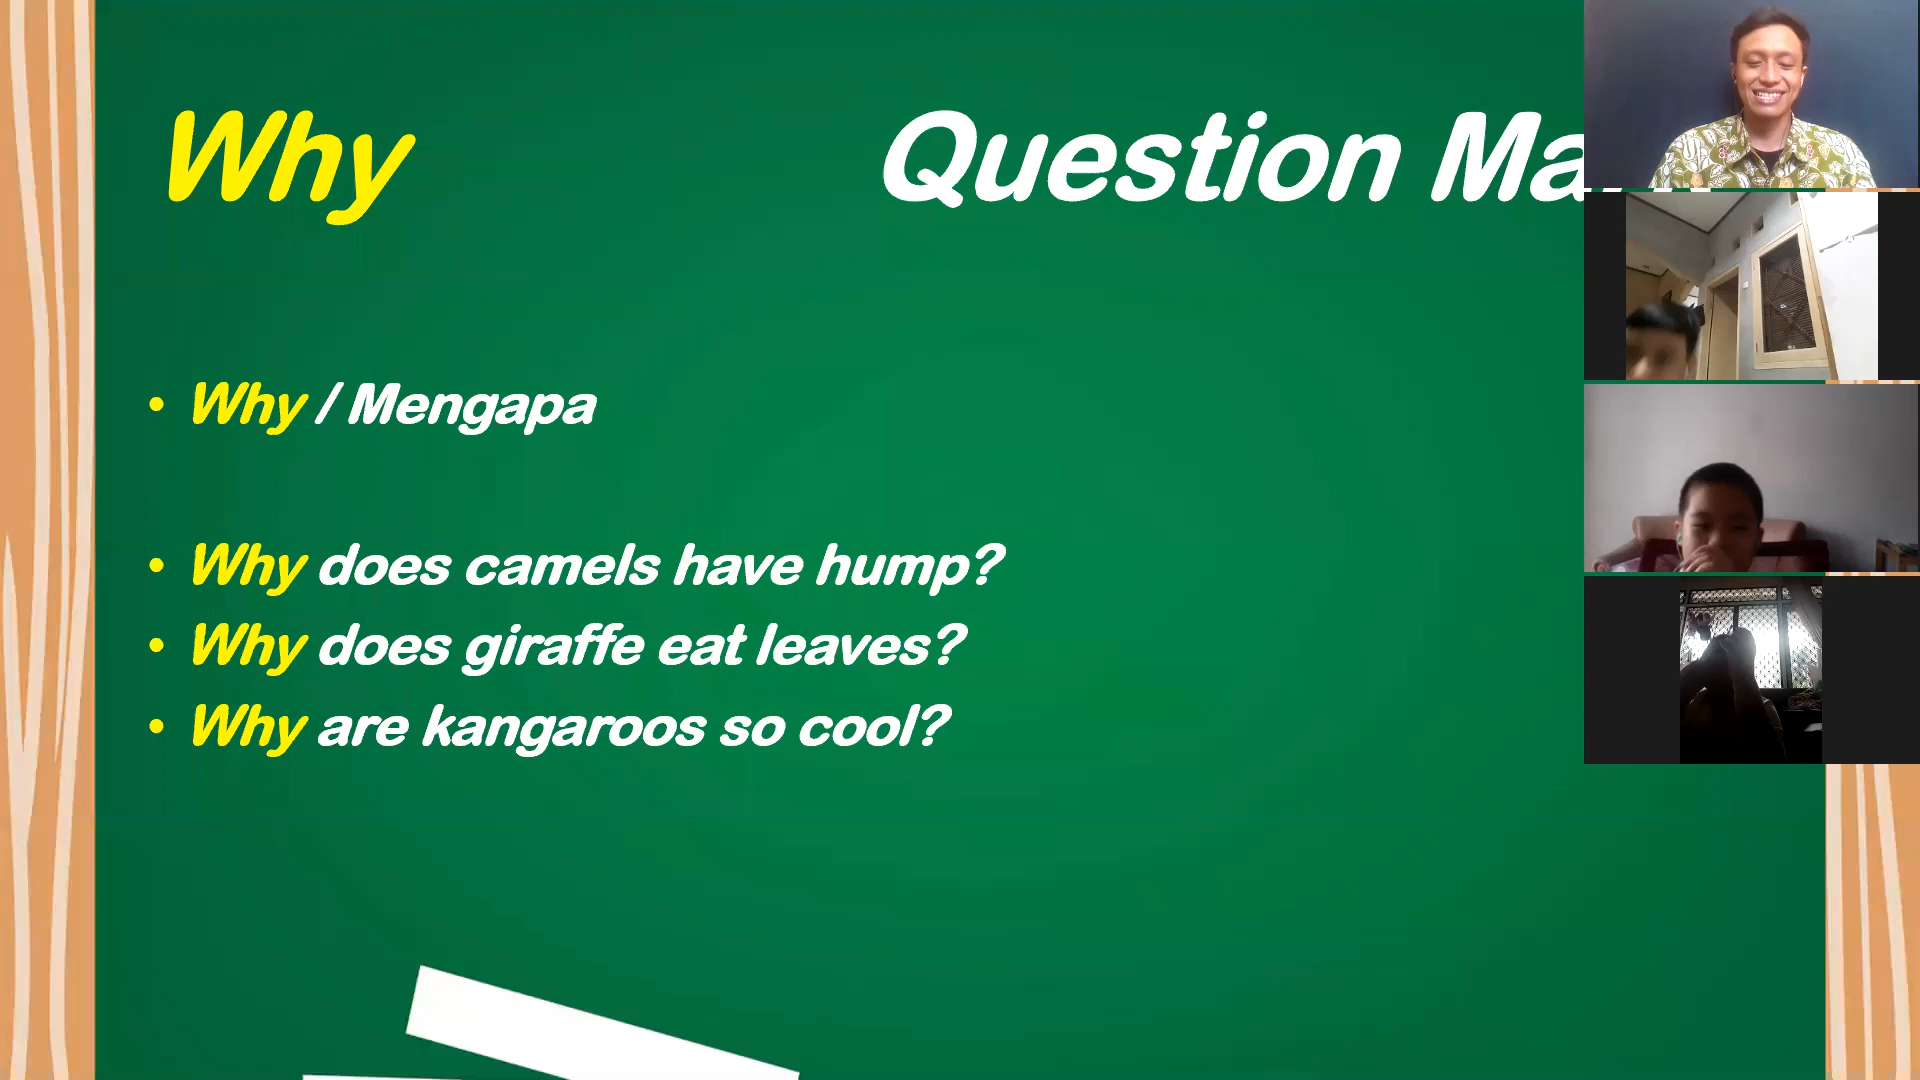 Why Question
Why / Mengapa
Why does camels have hump?
Why does giraffe eat leaves?
Why are kangaroos so cool?